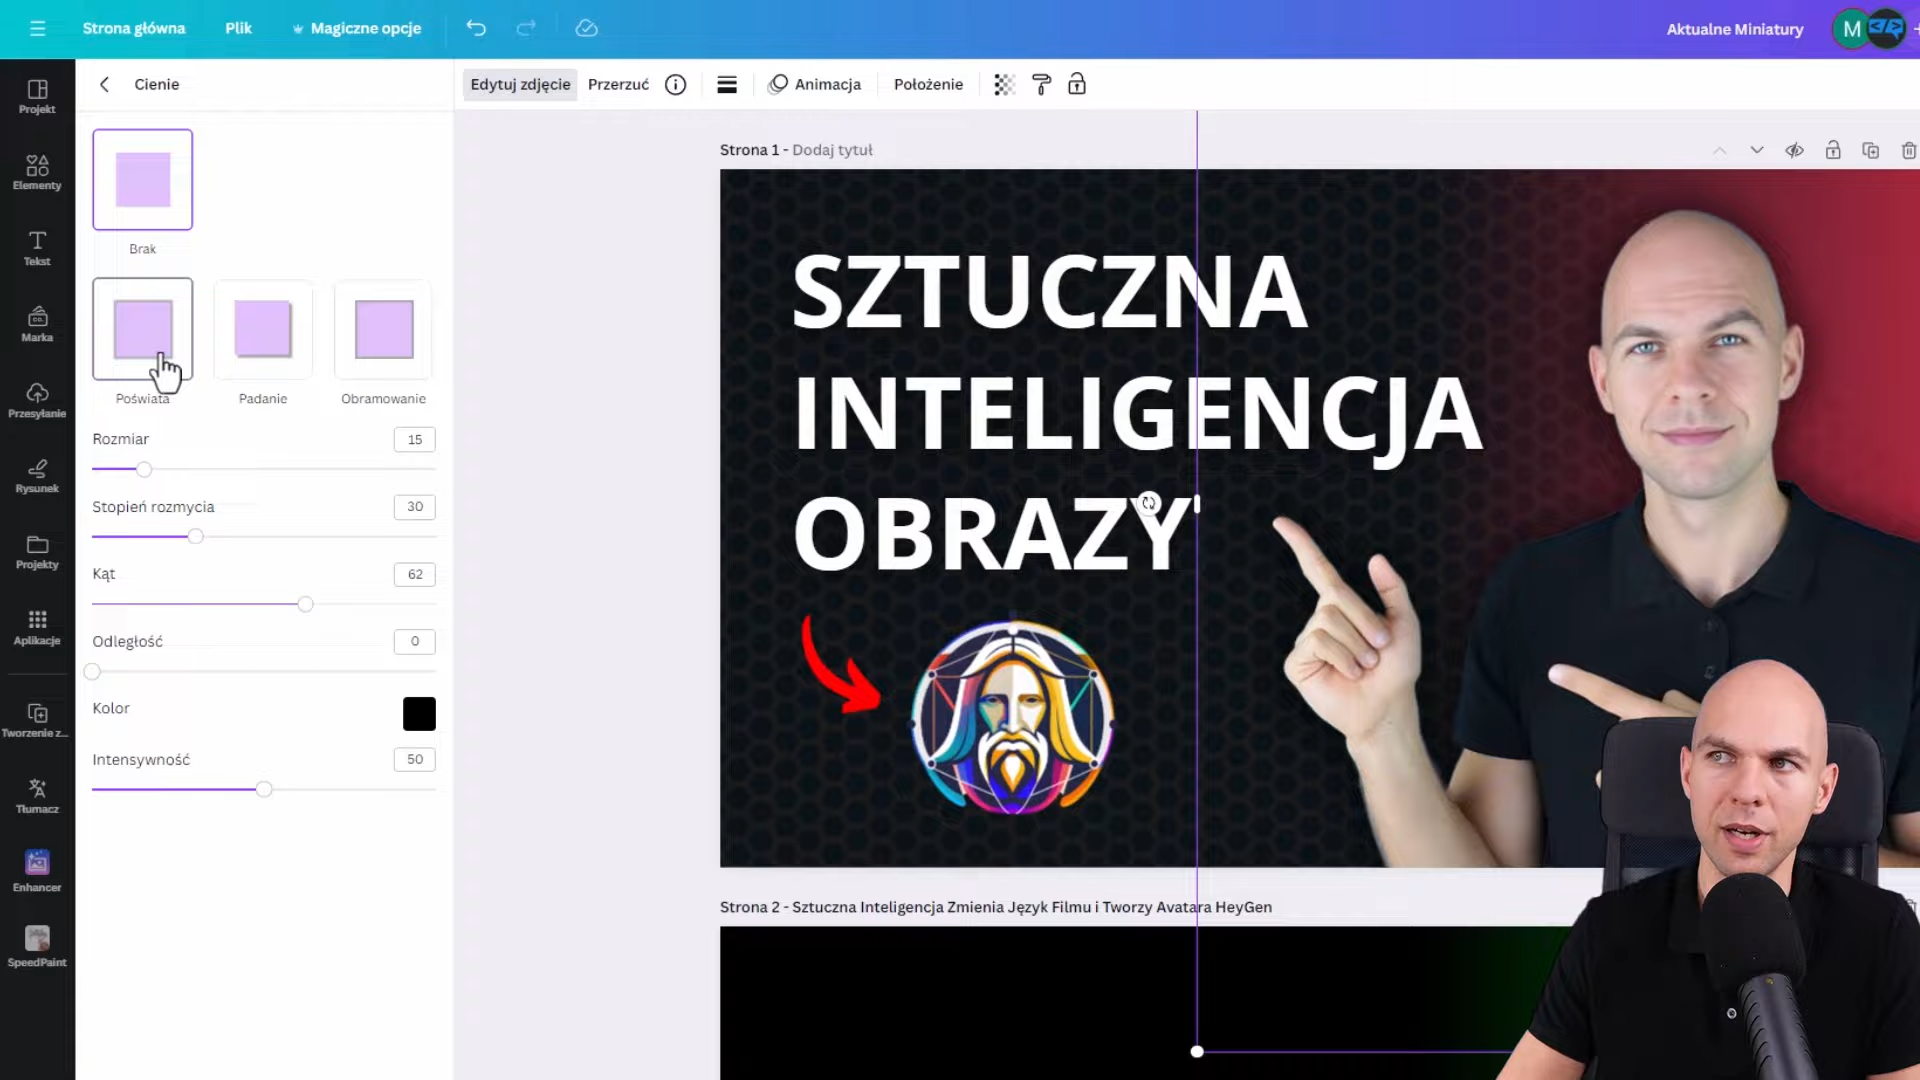 Strona główna
Plik
Magiczne opcje
Aktualne Miniatury
M
Projekt
Elementy
Tekst
Marka
Przesyłanie
Rysunek
Projekty
Aplikacje
Tworzenie z...
Tłumacz
Enhancer
SpeedPaint
Cienie
Brak
Poświata
Padanie
Obramowanie
Rozmiar
15
Stopień rozmycia
30
Kąt
62
Odległość
0
Kolor
Intensywność
50
Edytuj zdjęcie
Przerzuć
Animacja
Położenie
Strona 1 - Dodaj tytuł
SZTUCZNA
INTELIGENCJA
OBRAZY
Strona 2 - Sztuczna Inteligencja Zmienia Język Filmu i Tworzy Avatara HeyGen